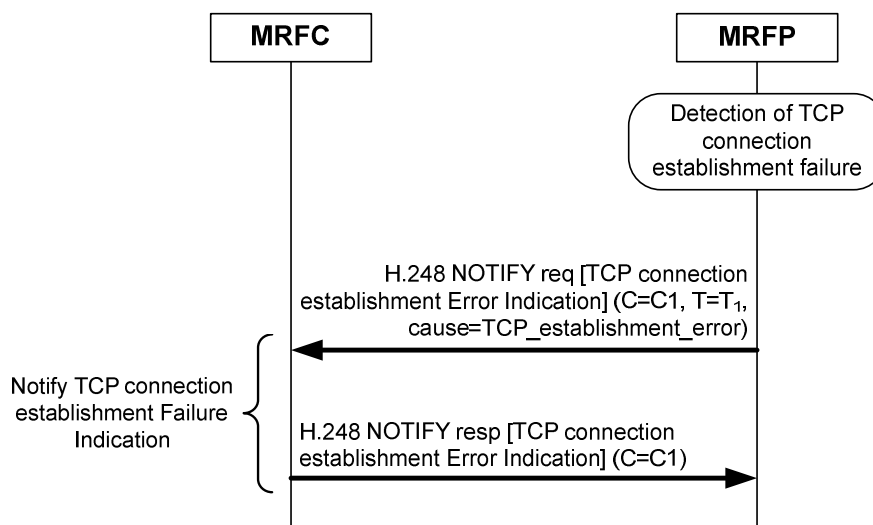 MRFC
MRFP
Detection of TCP
connection
establishment failure
H.248 NOTIFY req [TCP connection
establishment Error Indication] (C=C1, T=T₁,
cause=TCP_establishment_error)
Notify TCP connection
establishment Failure
Indication
H.248 NOTIFY resp [TCP connection
establishment Error Indication] (C=C1)